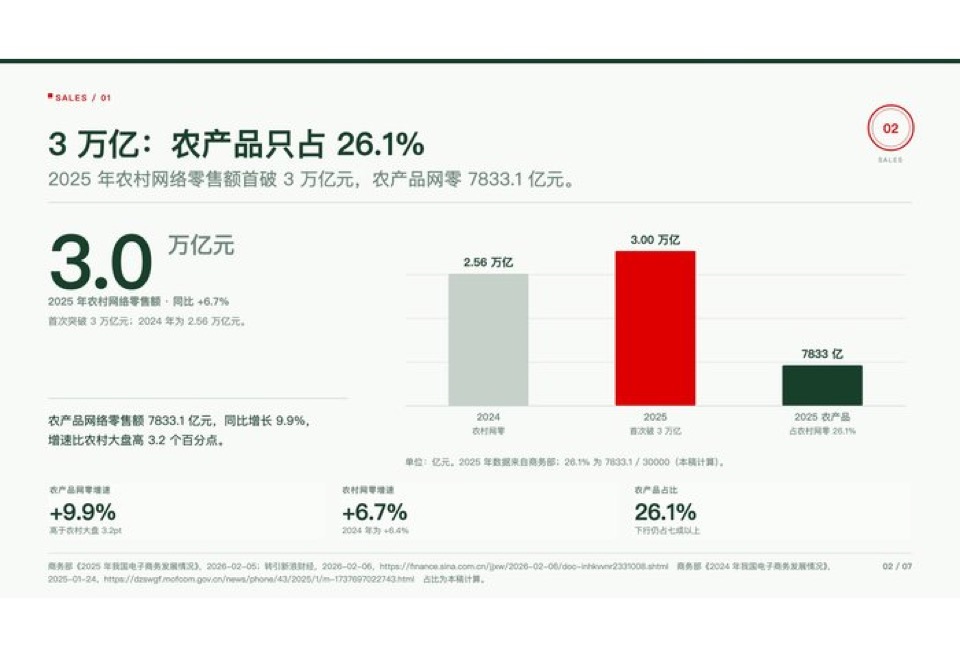 SALES / 01
3 万亿：农产品只占 26.1%
2025 年农村网络零售额首破 3 万亿元，农产品网零 7833.1 亿元。
02
SALES
3.0 万亿元
2025 年农村网络零售额 · 同比 +6.7%
首次突破 3 万亿元；2024 年为 2.56 万亿元。
农产品网络零售额 7833.1 亿元，同比增长 9.9%，
增速比农村大盘高 3.2 个百分点。
2.56 万亿
3.00 万亿
7833 亿
2024
农村网零
2025
首次破 3 万亿
2025 农产品
占农村网零 26.1%
单位：亿元。2025 年数据来自商务部；26.1% 为 7833.1 / 30000（本稿计算）。
农产品网零增速
+9.9%
高于农村大盘 3.2pt
农村网零增速
+6.7%
2024 年为 +6.4%
农产品占比
26.1%
下行仍占七成以上
商务部《2025 年我国电子商务发展情况》，2026-02-05；转引新浪财经，2026-02-06，https://finance.sina.com.cn/jjxw/2026-02-06/doc-inhkvvnr2331008.shtml 商务部《2024 年我国电子商务发展情况》，
2025-01-24，https://dzswgf.mofcom.gov.cn/news/phone/43/2025/1/m-1737697022743.html 占比为本稿计算。
02 / 07